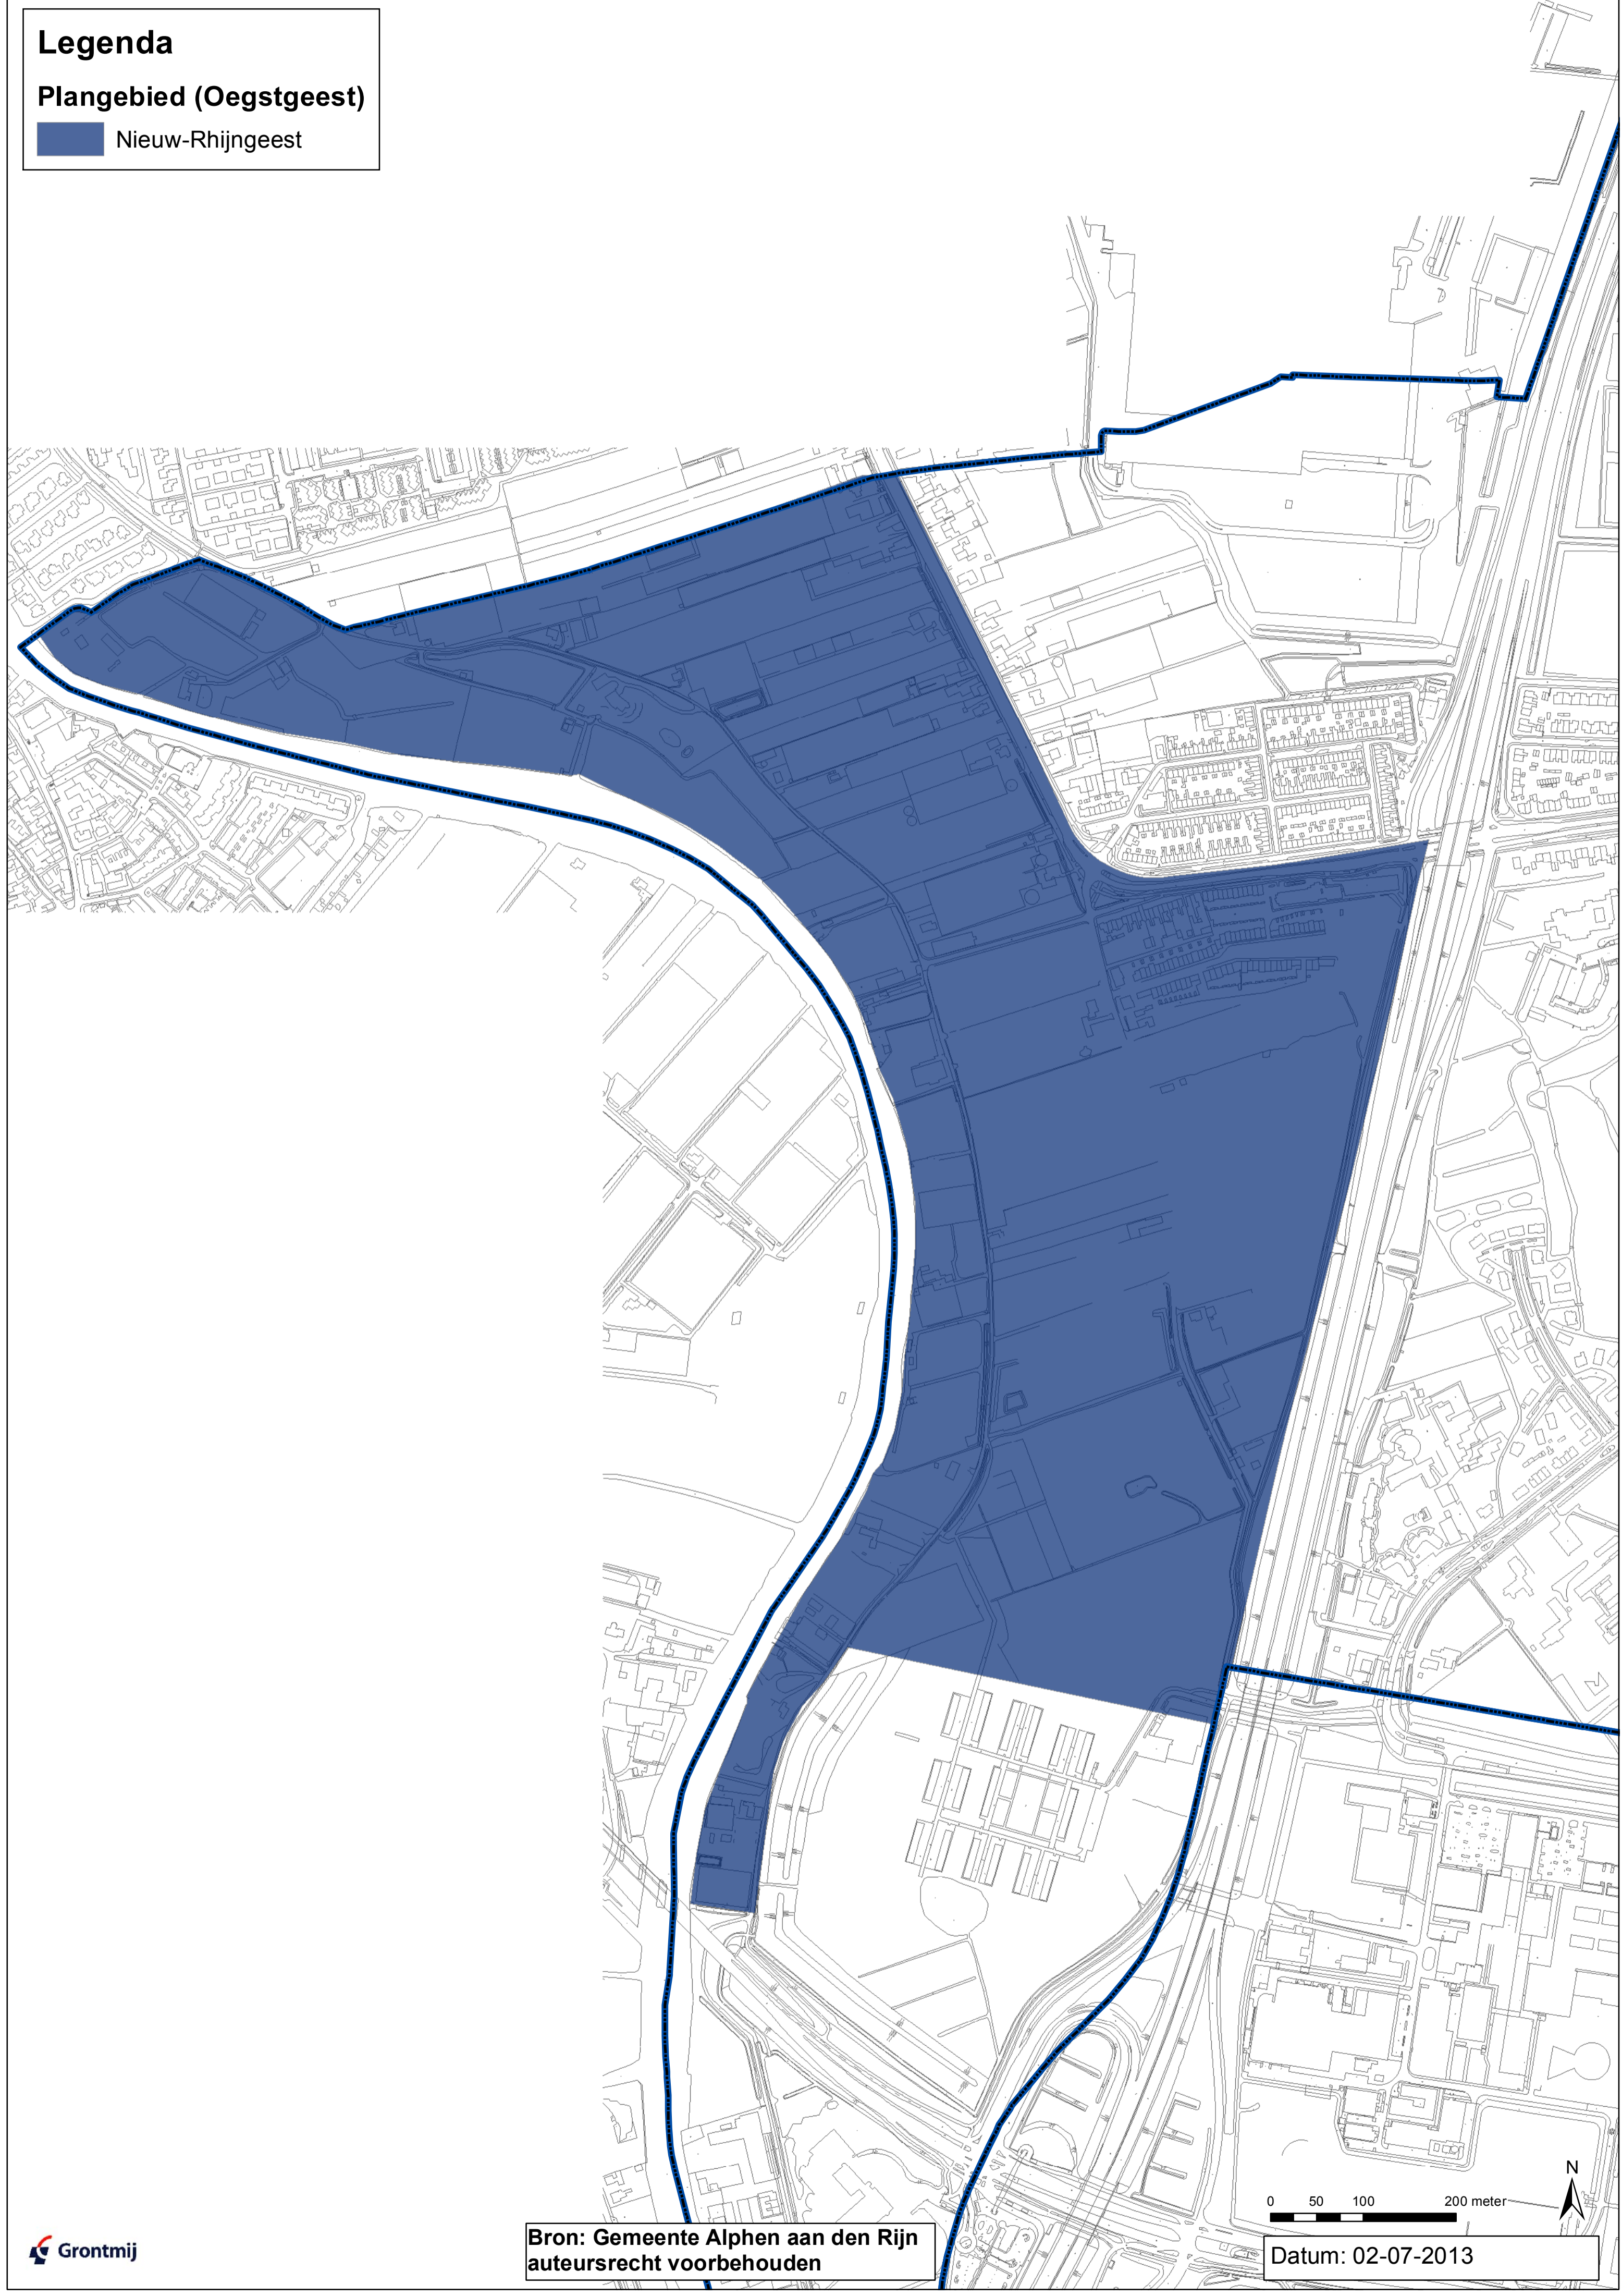 Legenda
Plangebied (Oegstgeest)
Nieuw-Rhijngeest
N
0 50 100 200 meter
Grontmij
Bron: Gemeente Alphen aan den Rijn
auteursrecht voorbehouden
Datum: 02-07-2013